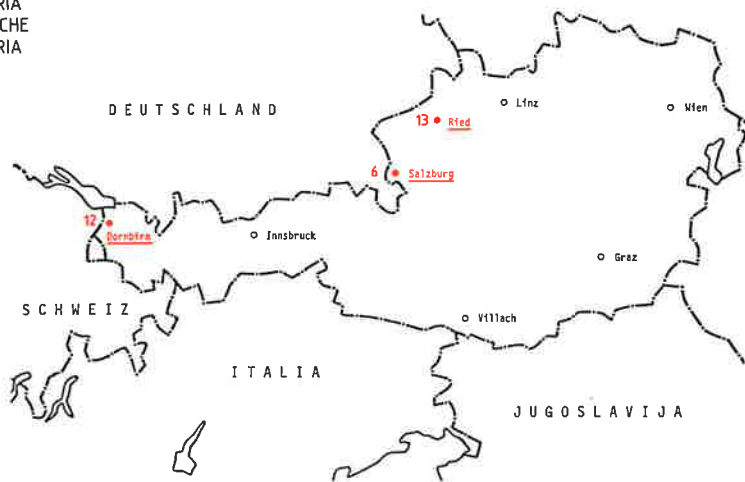 RIA
CHE
RIA
Linz
Wien
DEUTSCHLAND
13 Ried
6 Salzburg
12
Dornbirn
Innsbruck
Graz
SCHWEIZ
Villach
ITALIA
JUGOSLAVIJA